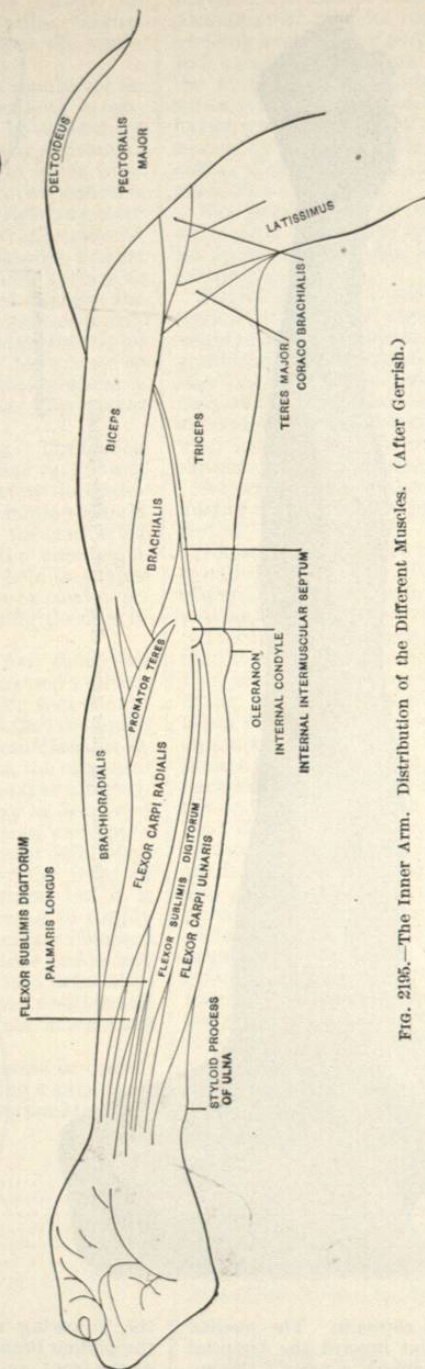 DELTOIDEUS
PECTORALIS
MAJOR
LATISSIMUS
BICEPS
TRICEPS
TERES MAJOR
CORACO BRACHIALIS
BRACHIALIS
PRONATOR TERES
OLECRANON
INTERNAL CONDYLE
INTERNAL INTERMUSCULAR SEPTUM
BRACHIORADIALIS
FLEXOR CARPI RADIALIS
FLEXOR SUBLIMIS DIGITORUM
FLEXOR CARPI ULNARIS
FLEXOR SUBLIMIS DIGITORUM
PALMARIS LONGUS
STYLOID PROCESS
OF ULNA
FIG. 2195.—The Inner Arm. Distribution of the Different Muscles. (After Gerrish.)